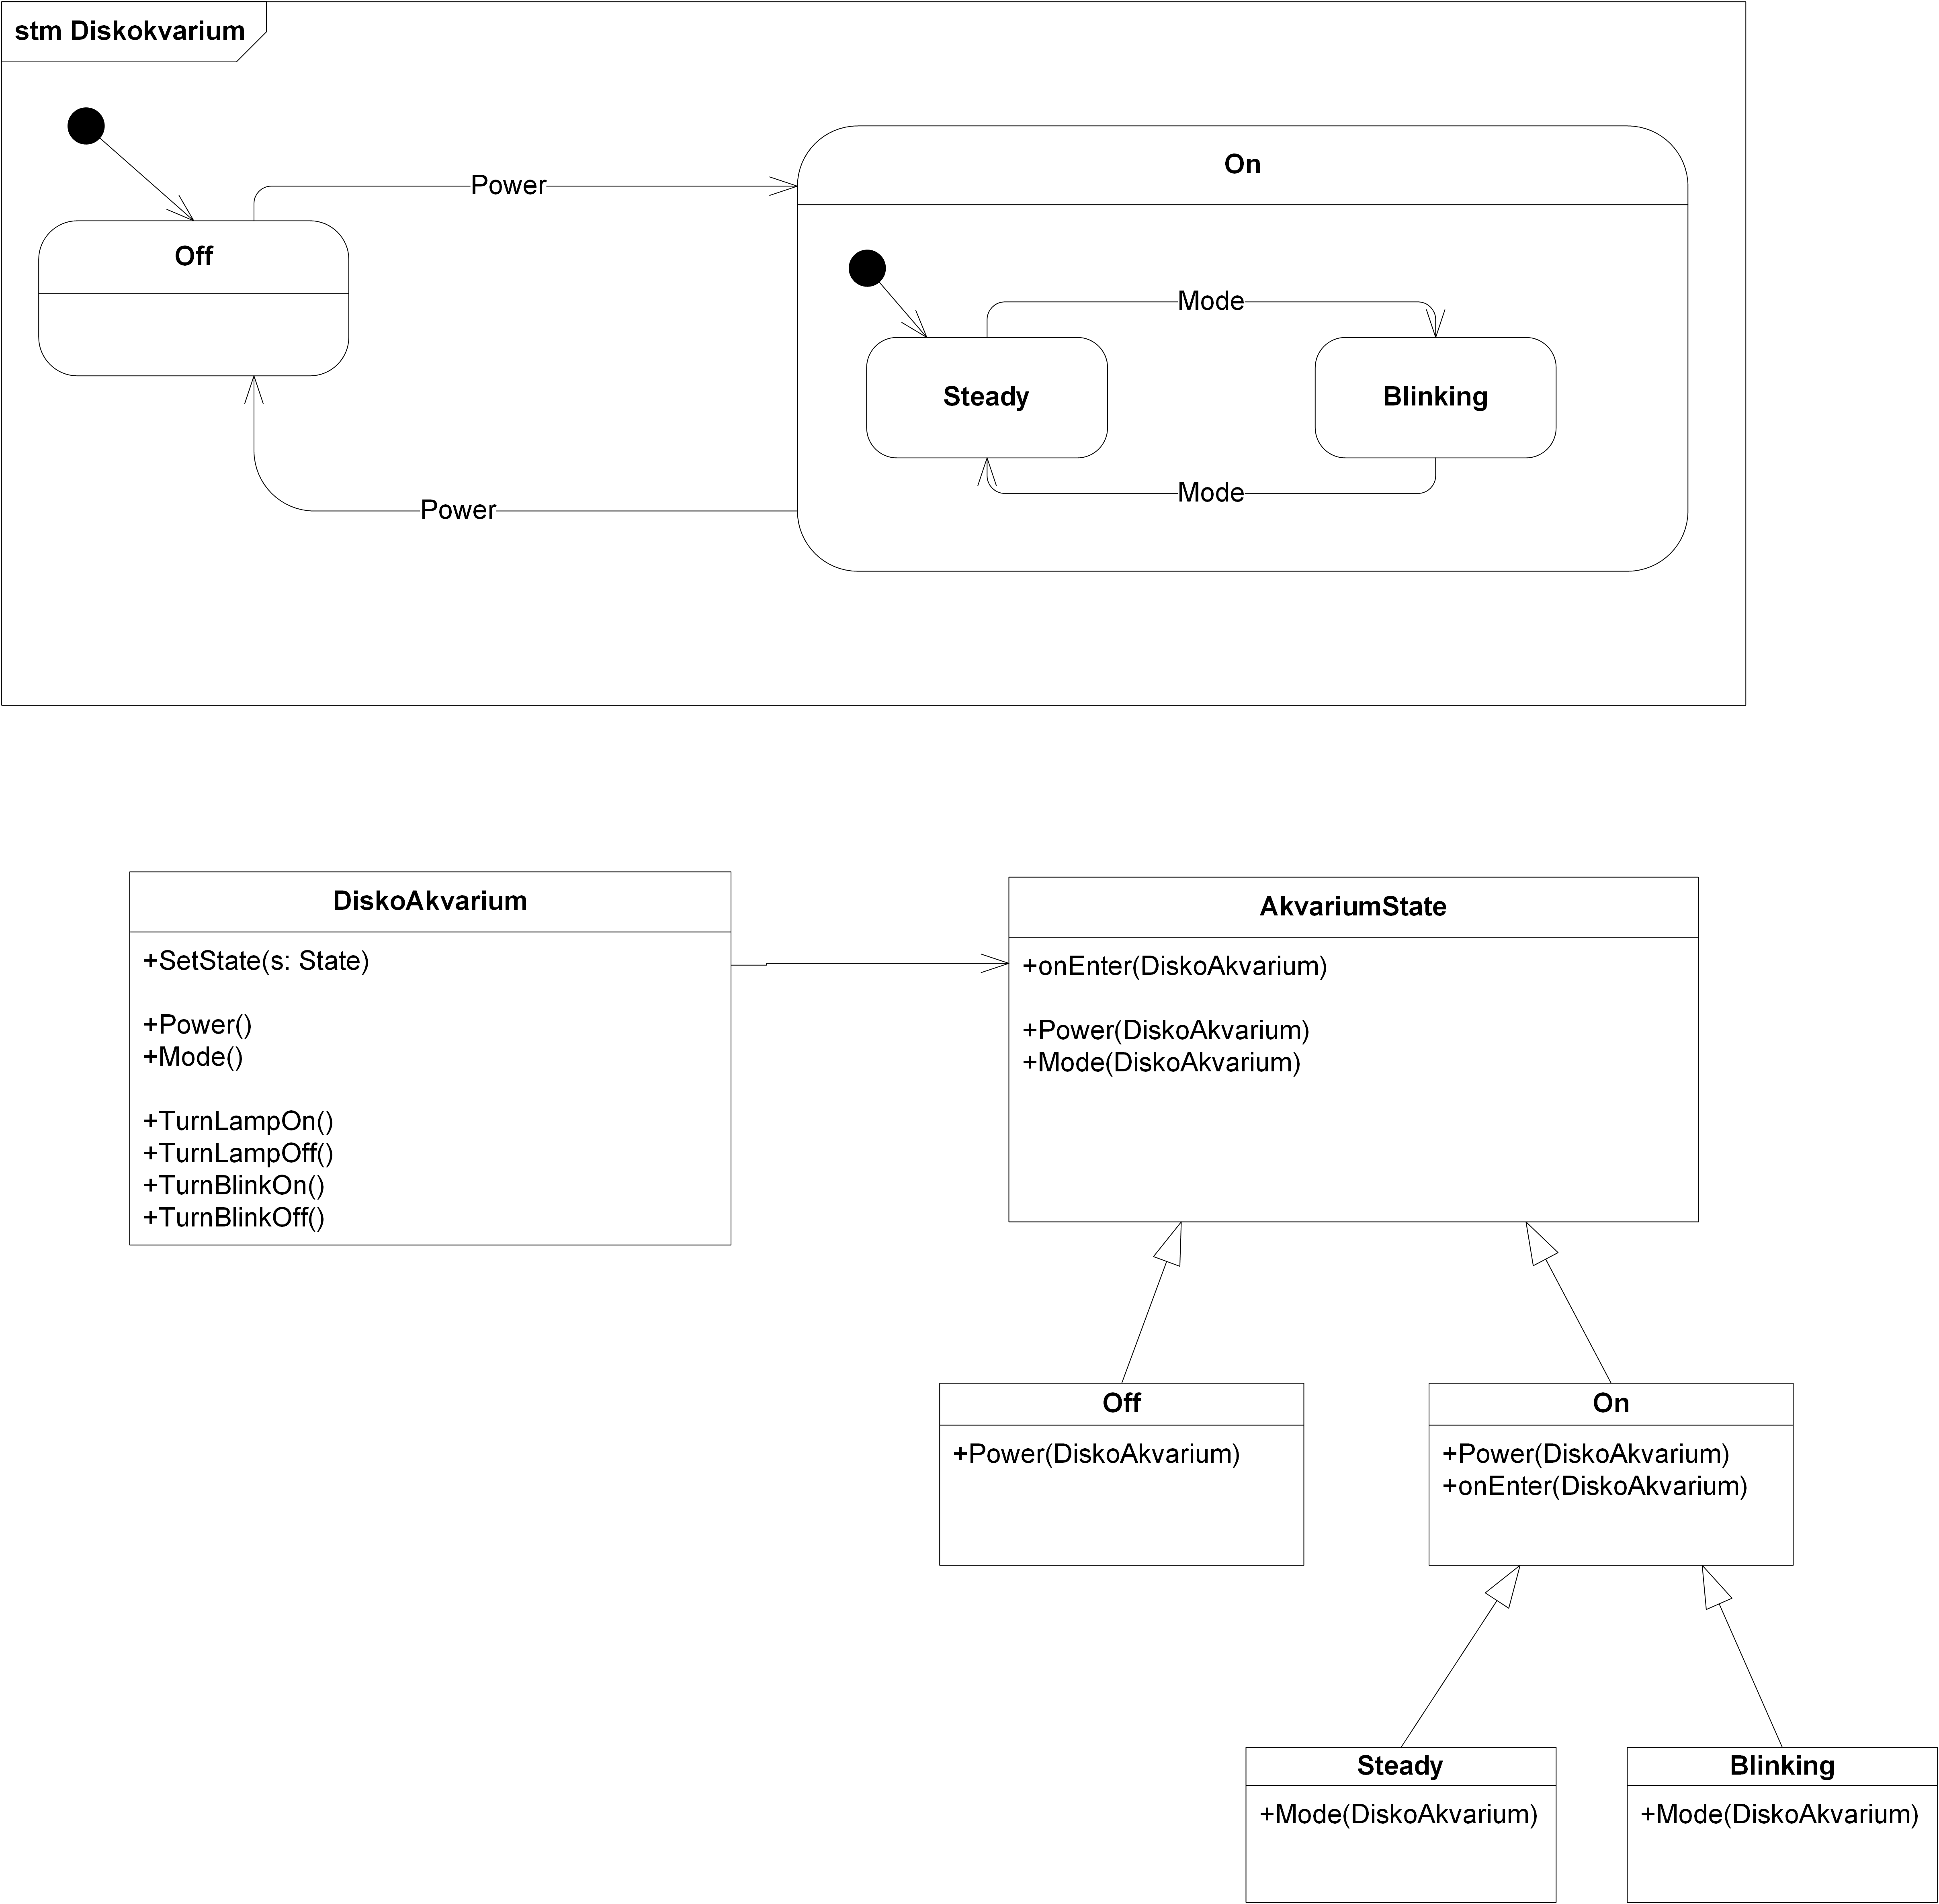 stm Diskokvarium
Power
On
Off
Mode
Steady
Blinking
Mode
Power
DiskoAkvarium
+SetState(s: State)
+Power()
+Mode()
+TurnLampOn()
+TurnLampOff()
+TurnBlinkOn()
+TurnBlinkOff()
AkvariumState
+onEnter(DiskoAkvarium)
+Power(DiskoAkvarium)
+Mode(DiskoAkvarium)
Off
+Power(DiskoAkvarium)
On
+Power(DiskoAkvarium)
+onEnter(DiskoAkvarium)
Steady
+Mode(DiskoAkvarium)
Blinking
+Mode(DiskoAkvarium)